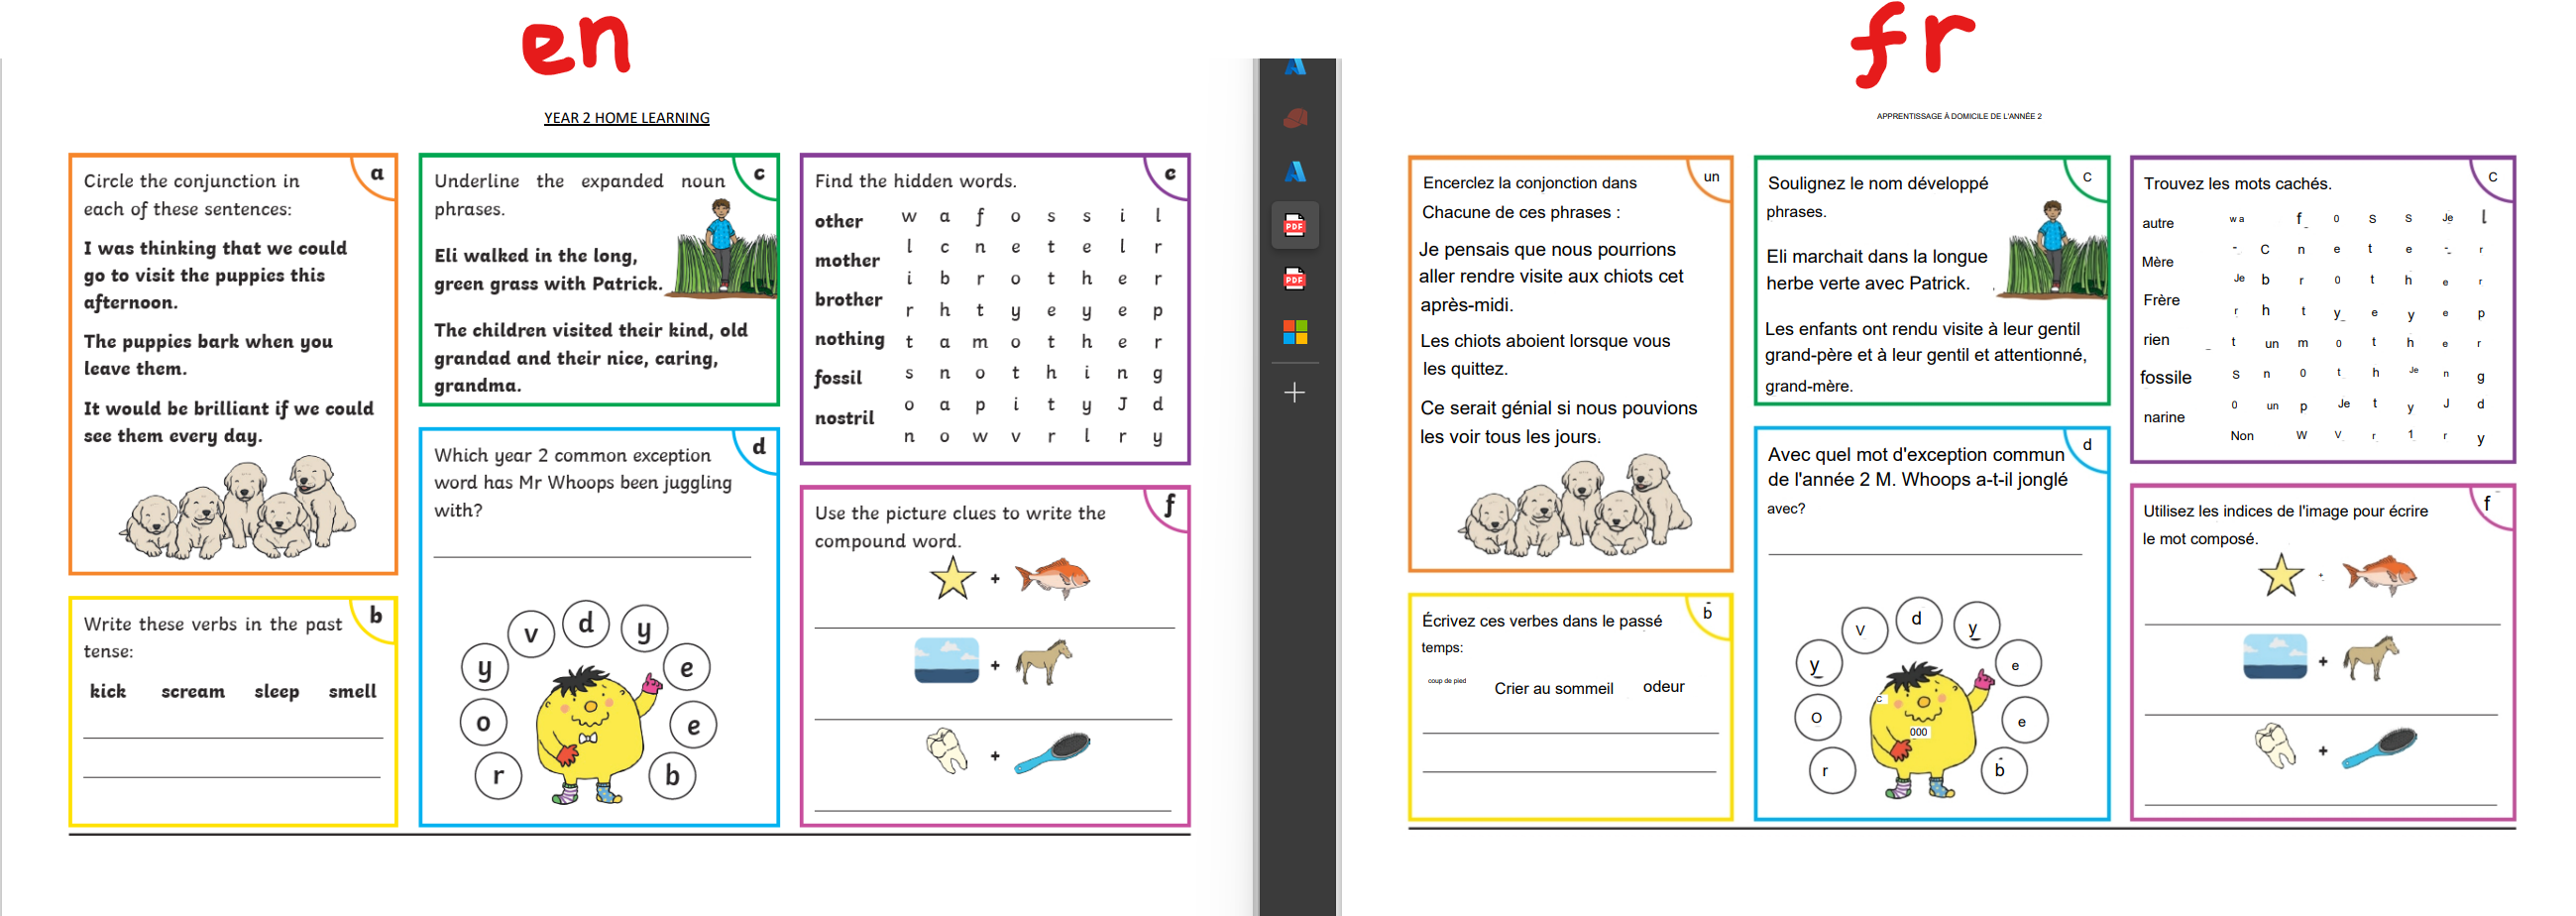 en
YEAR 2 HOME LEARNING
a
Circle the conjunction in
each of these sentences:
I was thinking that we could
go to visit the puppies this
afternoon.
The puppies bark when you
leave them.
It would be brilliant if we could
see them every day.
b
Write these verbs in the past
tense:
kick scream sleep smell
c
Underline the expanded noun
phrases.
Eli walked in the long,
green grass with Patrick.
The children visited their kind, old
grandad and their nice, caring,
grandma.
d
Which year 2 common exception
word has Mr Whoops been juggling
with?
v d y
y e
o e
r b
e
Find the hidden words.
other
mother
brother
nothing
fossil
nostril
w a f o s s i l
l c n e t e l r
i b r o t h e r
r h t y e y e p
t a m o t h e r
s n o t h i n g
o a p i t y J d
n o w v r l r y
f
Use the picture clues to write the
compound word.
+
+
+
PDF
PDF
fr
APPRENTISSAGE À DOMICILE DE L'ANNÉE 2
un
Encerclez la conjonction dans
Chacune de ces phrases :
Je pensais que nous pourrions
aller rendre visite aux chiots cet
après-midi.
Les chiots aboient lorsque vous
les quittez.
Ce serait génial si nous pouvions
les voir tous les jours.
b
Écrivez ces verbes dans le passé
temps:
coup de pied Crier au sommeil odeur
C
Soulignez le nom développé
phrases.
Eli marchait dans la longue
herbe verte avec Patrick.
Les enfants ont rendu visite à leur gentil
grand-père et à leur gentil et attentionné,
grand-mère.
d
Avec quel mot d'exception commun
de l'année 2 M. Whoops a-t-il jonglé
avec?
v d y
y e
C
O e
000
r b
C
Trouvez les mots cachés.
autre
Mère
Frère
rien
fossile
narine
w a f 0 S S Je l
- C n e t e - r
Je b r 0 t h e r
r h t y e y e p
t un m 0 t h e r
S n 0 t h Je n g
0 un p Je t y J d
Non W V r 1 r y
f
Utilisez les indices de l'image pour écrire
le mot composé.
+
+
+